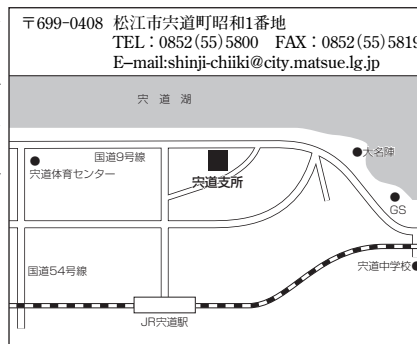 〒699-0408 松江市宍道町昭和1番地
TEL：0852(55)5800 FAX：0852(55)5819
E-mail:shinji-chiiki@city.matsue.lg.jp
宍 道 湖
大名陣
国道9号線
宍道体育センター
宍道支所
GS
国道54号線
宍道中学校
JR宍道駅